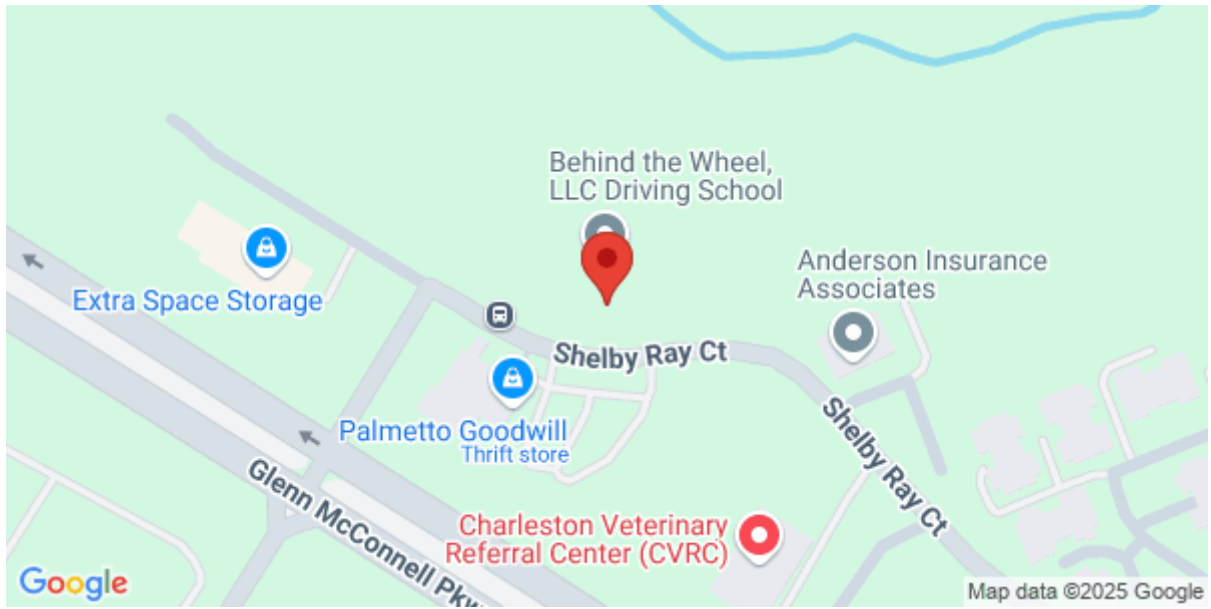 Behind the Wheel,
LLC Driving School
Anderson Insurance
Associates
Extra Space Storage
Shelby Ray Ct
Palmetto Goodwill
Thrift store
Shelby Ray Ct
Glenn McConnell Pkwy
Charleston Veterinary
Referral Center (CVRC)
Google
Map data ©2025 Google